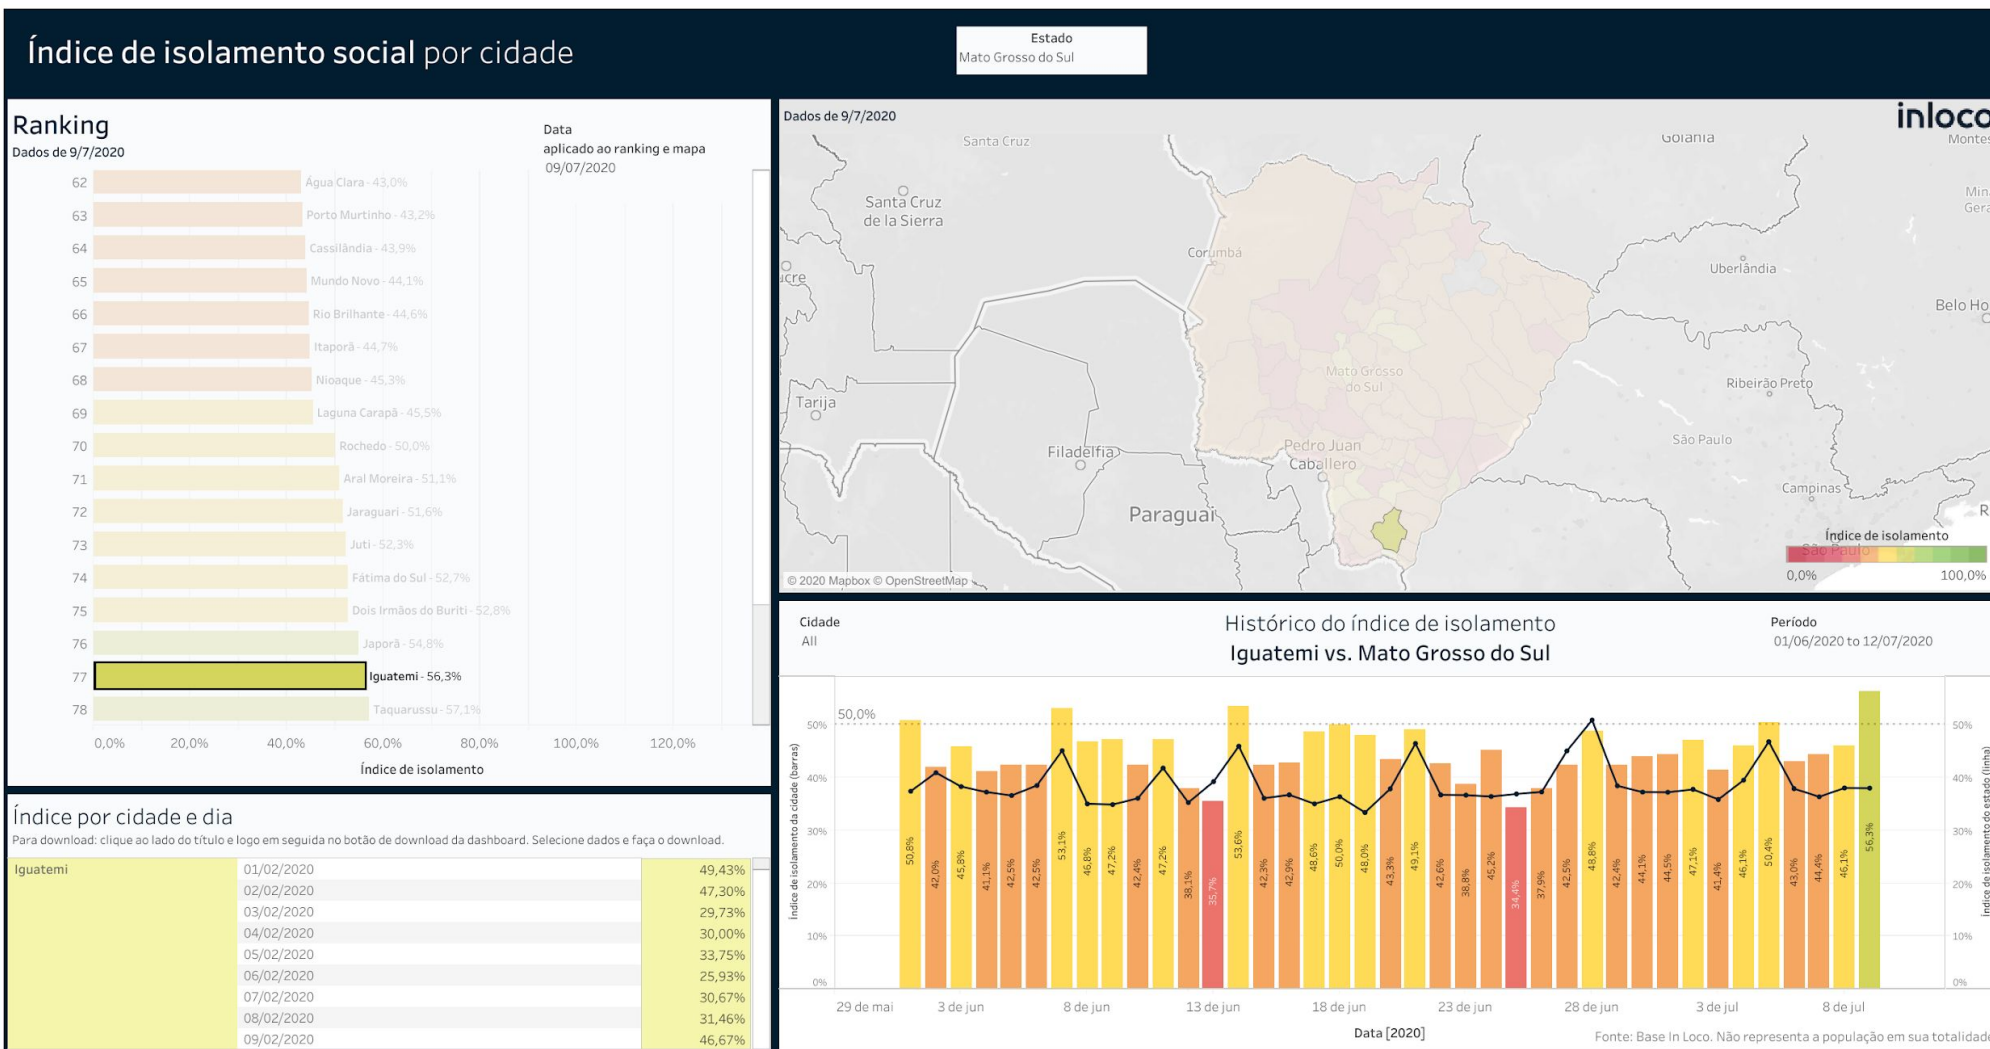 Índice de isolamento social por cidade
Estado
Mato Grosso do Sul
Ranking
Dados de 9/7/2020
Data
aplicado ao ranking e mapa
09/07/2020
62 Água Clara - 43,0%
63 Porto Murtinho - 43,2%
64 Cassilândia - 43,9%
65 Mundo Novo - 44,1%
66 Rio Brilhante - 44,6%
67 Itaporã - 44,7%
68 Nioaque - 45,3%
69 Laguna Carapã - 45,5%
70 Rochedo - 50,0%
71 Aral Moreira - 51,1%
72 Jaraguari - 51,6%
73 Juti - 52,3%
74 Fátima do Sul - 52,7%
75 Dois Irmãos do Buriti - 52,8%
76 Japorã - 54,8%
77 Iguatemi - 56,3%
78 Taquarussu - 57,1%
0,0% 20,0% 40,0% 60,0% 80,0% 100,0% 120,0%
Índice de isolamento
Índice por cidade e dia
Para download: clique ao lado do título e logo em seguida no botão de download da dashboard. Selecione dados e faça o download.
Iguatemi 01/02/2020 49,43%
02/02/2020 47,30%
03/02/2020 29,73%
04/02/2020 30,00%
05/02/2020 33,75%
06/02/2020 25,93%
07/02/2020 30,67%
08/02/2020 31,46%
09/02/2020 46,67%
Dados de 9/7/2020
inloco
Santa Cruz
Goiânia
Montes
Santa Cruz
de la Sierra
Min
Gera
Corumbá
ucre
Uberlândia
Belo Ho
Mato Grosso
do Sul
Ribeirão Preto
Tarija
Filadélfia
Pedro Juan
Caballero
São Paulo
Campinas
Paraguai
R
Índice de isolamento
São Paulo
0,0% 100,0%
© 2020 Mapbox © OpenStreetMap
Cidade
All
Histórico do índice de isolamento
Iguatemi vs. Mato Grosso do Sul
Período
01/06/2020 to 12/07/2020
Índice de isolamento da cidade (barras)
50%
40%
30%
20%
10%
0%
50,0%
50,8%
42,0%
45,8%
41,1%
42,5%
42,5%
53,1%
46,8%
47,2%
42,4%
47,2%
38,1%
35,7%
53,6%
42,3%
42,9%
48,6%
50,0%
48,0%
43,3%
49,1%
42,6%
38,8%
45,2%
34,4%
37,9%
42,5%
48,8%
42,4%
44,1%
44,5%
47,1%
41,4%
46,1%
50,4%
43,0%
44,4%
46,1%
56,3%
50%
40%
30%
20%
10%
0%
Índice de isolamento do estado (linha)
29 de mai 3 de jun 8 de jun 13 de jun 18 de jun 23 de jun 28 de jun 3 de jul 8 de jul
Data [2020]
Fonte: Base In Loco. Não representa a população em sua totalidade